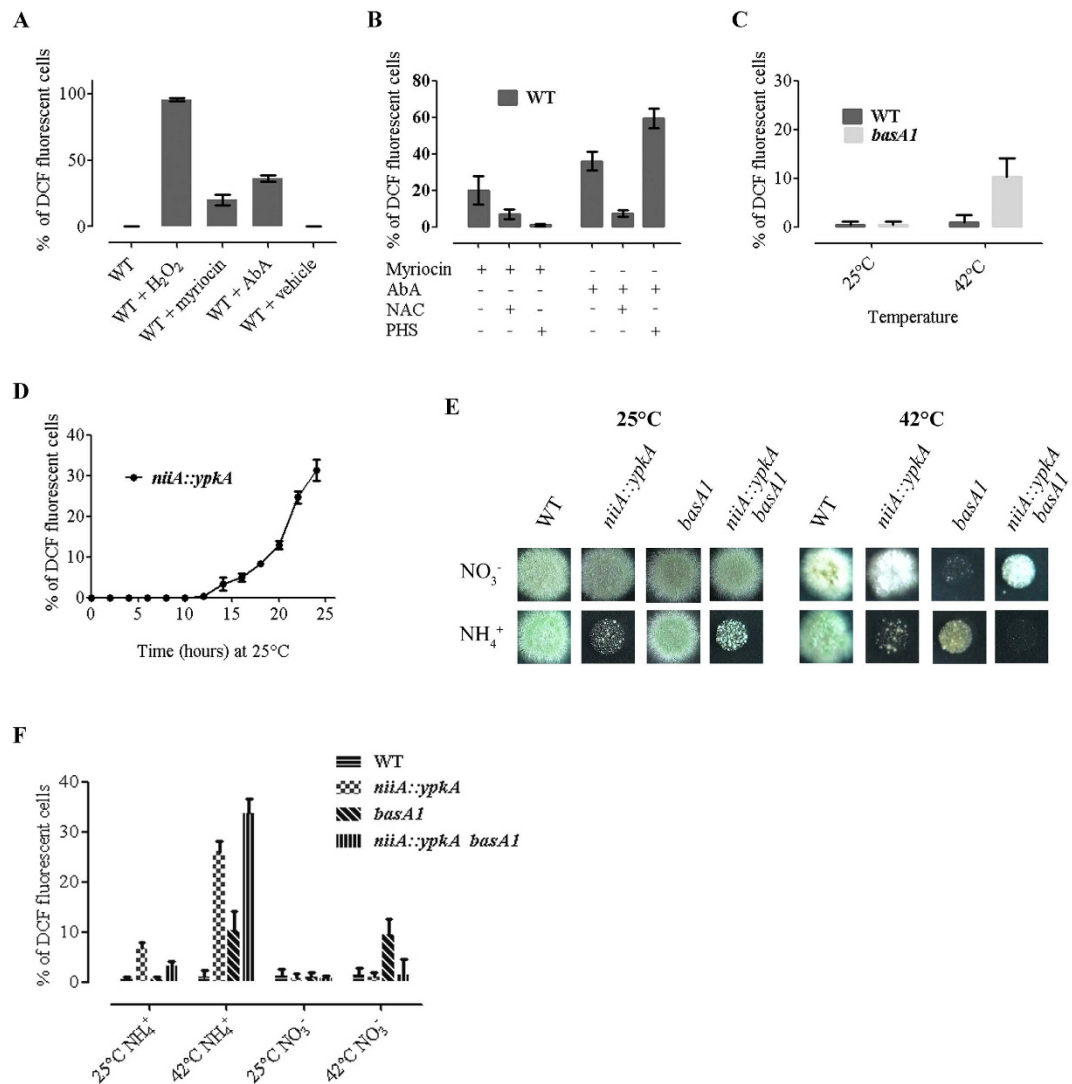 A
% of DCF fluorescent cells
100
50
0
WT
WT + H₂O₂
WT + myriocin
WT + AbA
WT + vehicle
B
% of DCF fluorescent cells
80
60
40
20
0
WT
Myriocin + + + - - -
AbA - - - + + +
NAC - + - - + -
PHS - - + - - +
C
% of DCF fluorescent cells
30
20
10
0
WT
basA1
25°C
42°C
Temperature
D
% of DCF fluorescent cells
40
30
20
10
0
niiA::ypkA
0 5 10 15 20 25
Time (hours) at 25°C
E
25°C
42°C
WT
niiA::ypkA
basA1
niiA::ypkA
basA1
WT
niiA::ypkA
basA1
niiA::ypkA
basA1
NO₃⁻
NH₄⁺
F
WT
niiA::ypkA
basA1
niiA::ypkA basA1
% of DCF fluorescent cells
40
30
20
10
0
25°C NH₄⁺
42°C NH₄⁺
25°C NO₃⁻
42°C NO₃⁻